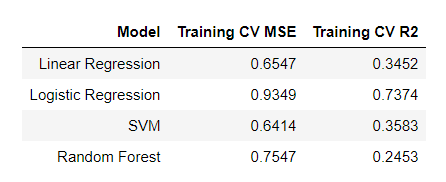 Model Training CV MSE Training CV R2
Linear Regression 0.6547 0.3452
Logistic Regression 0.9349 0.7374
SVM 0.6414 0.3583
Random Forest 0.7547 0.2453